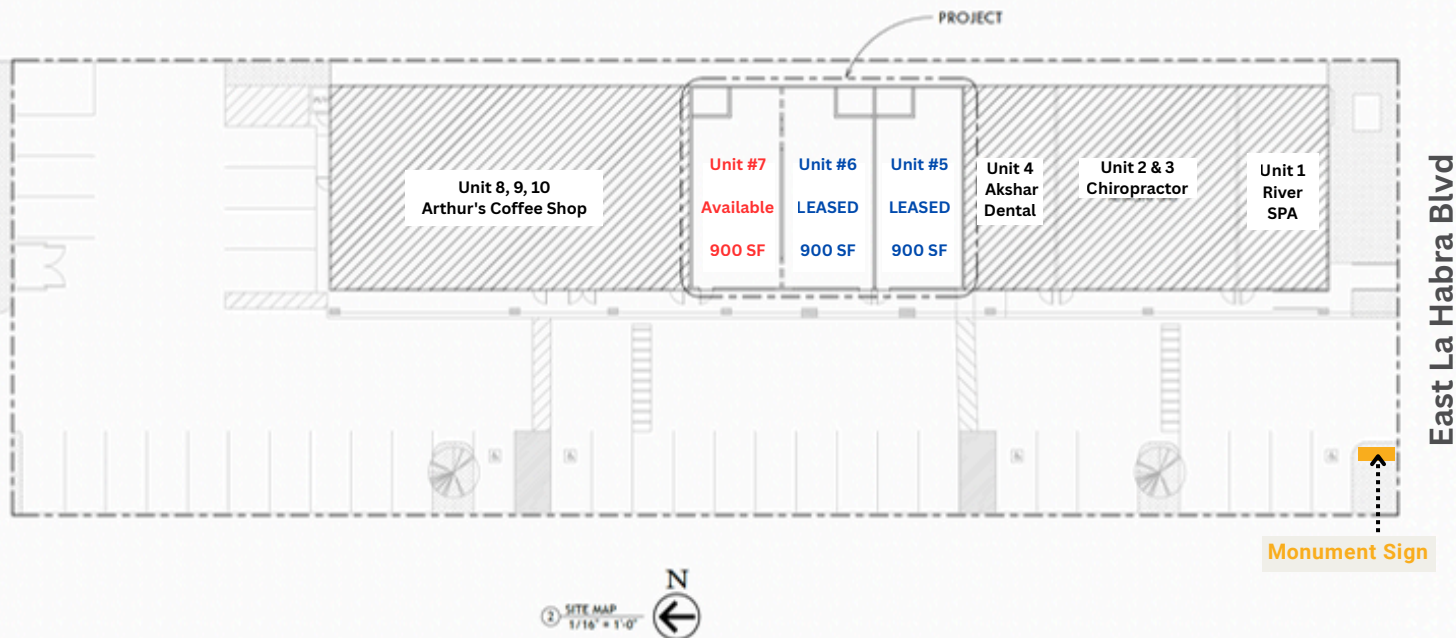 PROJECT
Unit 8, 9, 10
Arthur's Coffee Shop
Unit #7
Available
900 SF
Unit #6
LEASED
900 SF
Unit #5
LEASED
900 SF
Unit 4
Akshar
Dental
Unit 2 & 3
Chiropractor
Unit 1
River
SPA
East La Habra Blvd
Monument Sign
N
2 SITE MAP
1/16" = 1'-0"